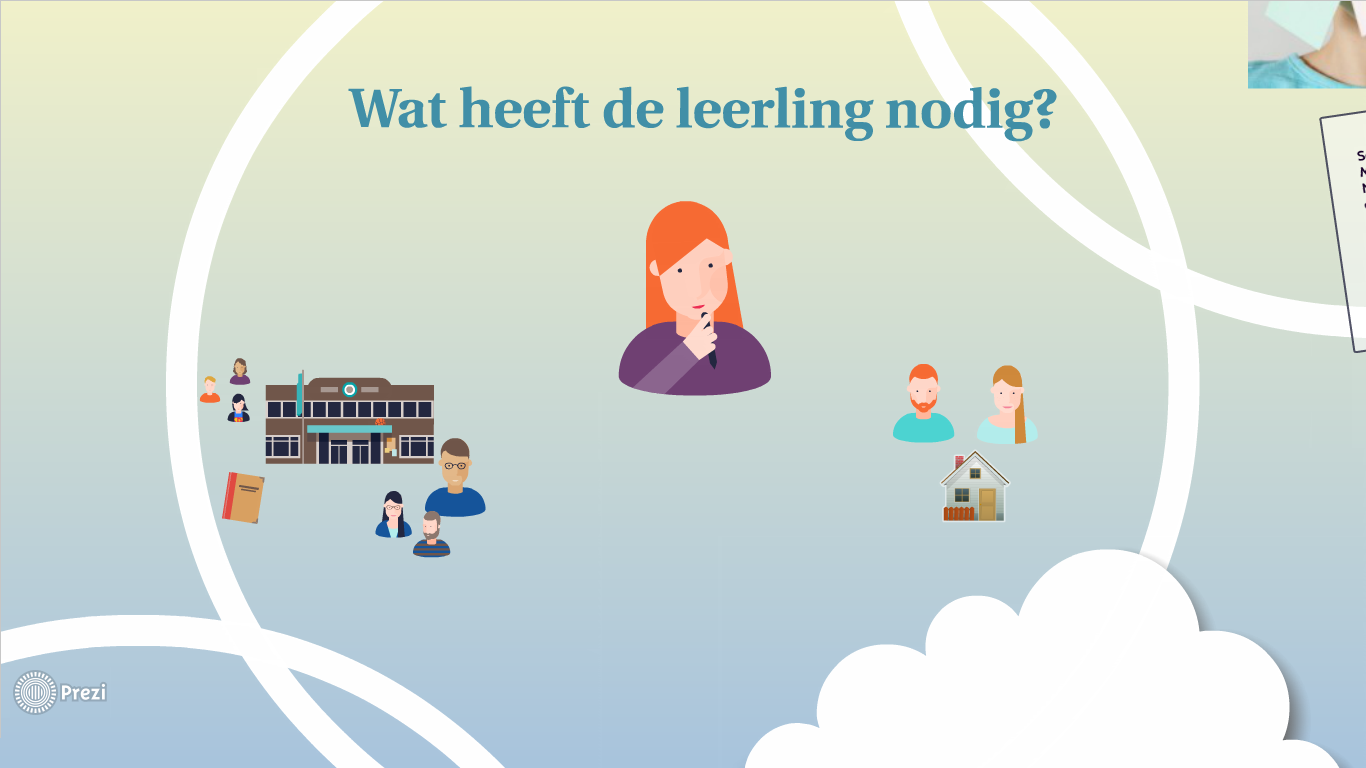 Wat heeft de leerling nodig?
Prezi